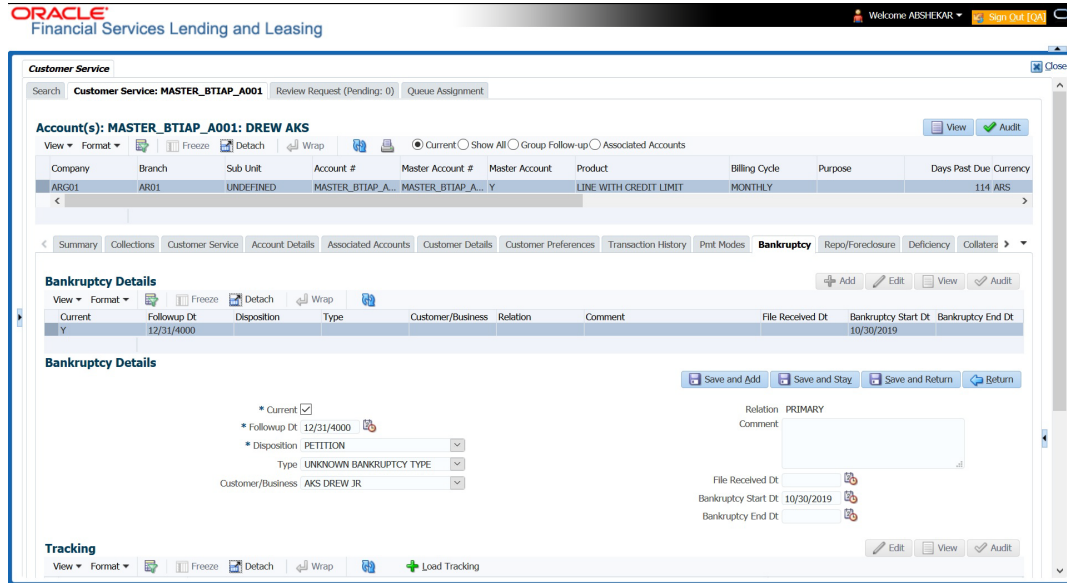 ORACLE
Financial Services Lending and Leasing
Welcome ABSHEKAR
Sign Out [QA]
Customer Service
Close
Search
Customer Service: MASTER_BTIAP_A001
Review Request (Pending: 0)
Queue Assignment
Account(s): MASTER_BTIAP_A001: DREW AKS
View
Audit
View Format Freeze Detach Wrap Current Show All Group Follow-up Associated Accounts
Company Branch Sub Unit Account # Master Account # Master Account Product Billing Cycle Purpose Days Past Due Currency
ARG01 AR01 UNDEFINED MASTER_BTIAP_A... MASTER_BTIAP_A... Y LINE WITH CREDIT LIMIT MONTHLY 114 ARS
Summary Collections Customer Service Account Details Associated Accounts Customer Details Customer Preferences Transaction History Pmt Modes Bankruptcy Repo/Foreclosure Deficiency Collatera
Bankruptcy Details
Add Edit View Audit
View Format Freeze Detach Wrap
Current Followup Dt Disposition Type Customer/Business Relation Comment File Received Dt Bankruptcy Start Dt Bankruptcy End Dt
Y 12/31/4000 10/30/2019
Bankruptcy Details
Save and Add Save and Stay Save and Return Return
* Current
* Followup Dt 12/31/4000
* Disposition PETITION
Type UNKNOWN BANKRUPTCY TYPE
Customer/Business AKS DREW JR
Relation PRIMARY
Comment
File Received Dt
Bankruptcy Start Dt 10/30/2019
Bankruptcy End Dt
Tracking
Edit View Audit
View Format Freeze Detach Wrap Load Tracking